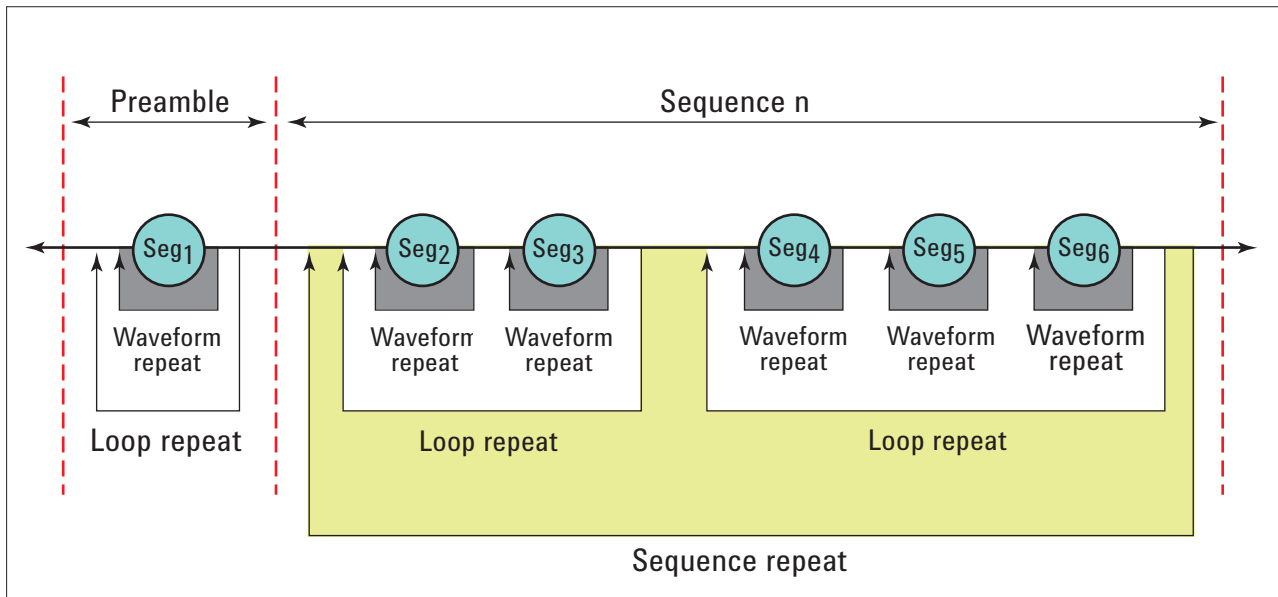 Preamble
Sequence n
Seg1
Seg2
Seg3
Seg4
Seg5
Seg6
Waveform
repeat
Waveform
repeat
Waveform
repeat
Waveform
repeat
Waveform
repeat
Waveform
repeat
Loop repeat
Loop repeat
Loop repeat
Sequence repeat